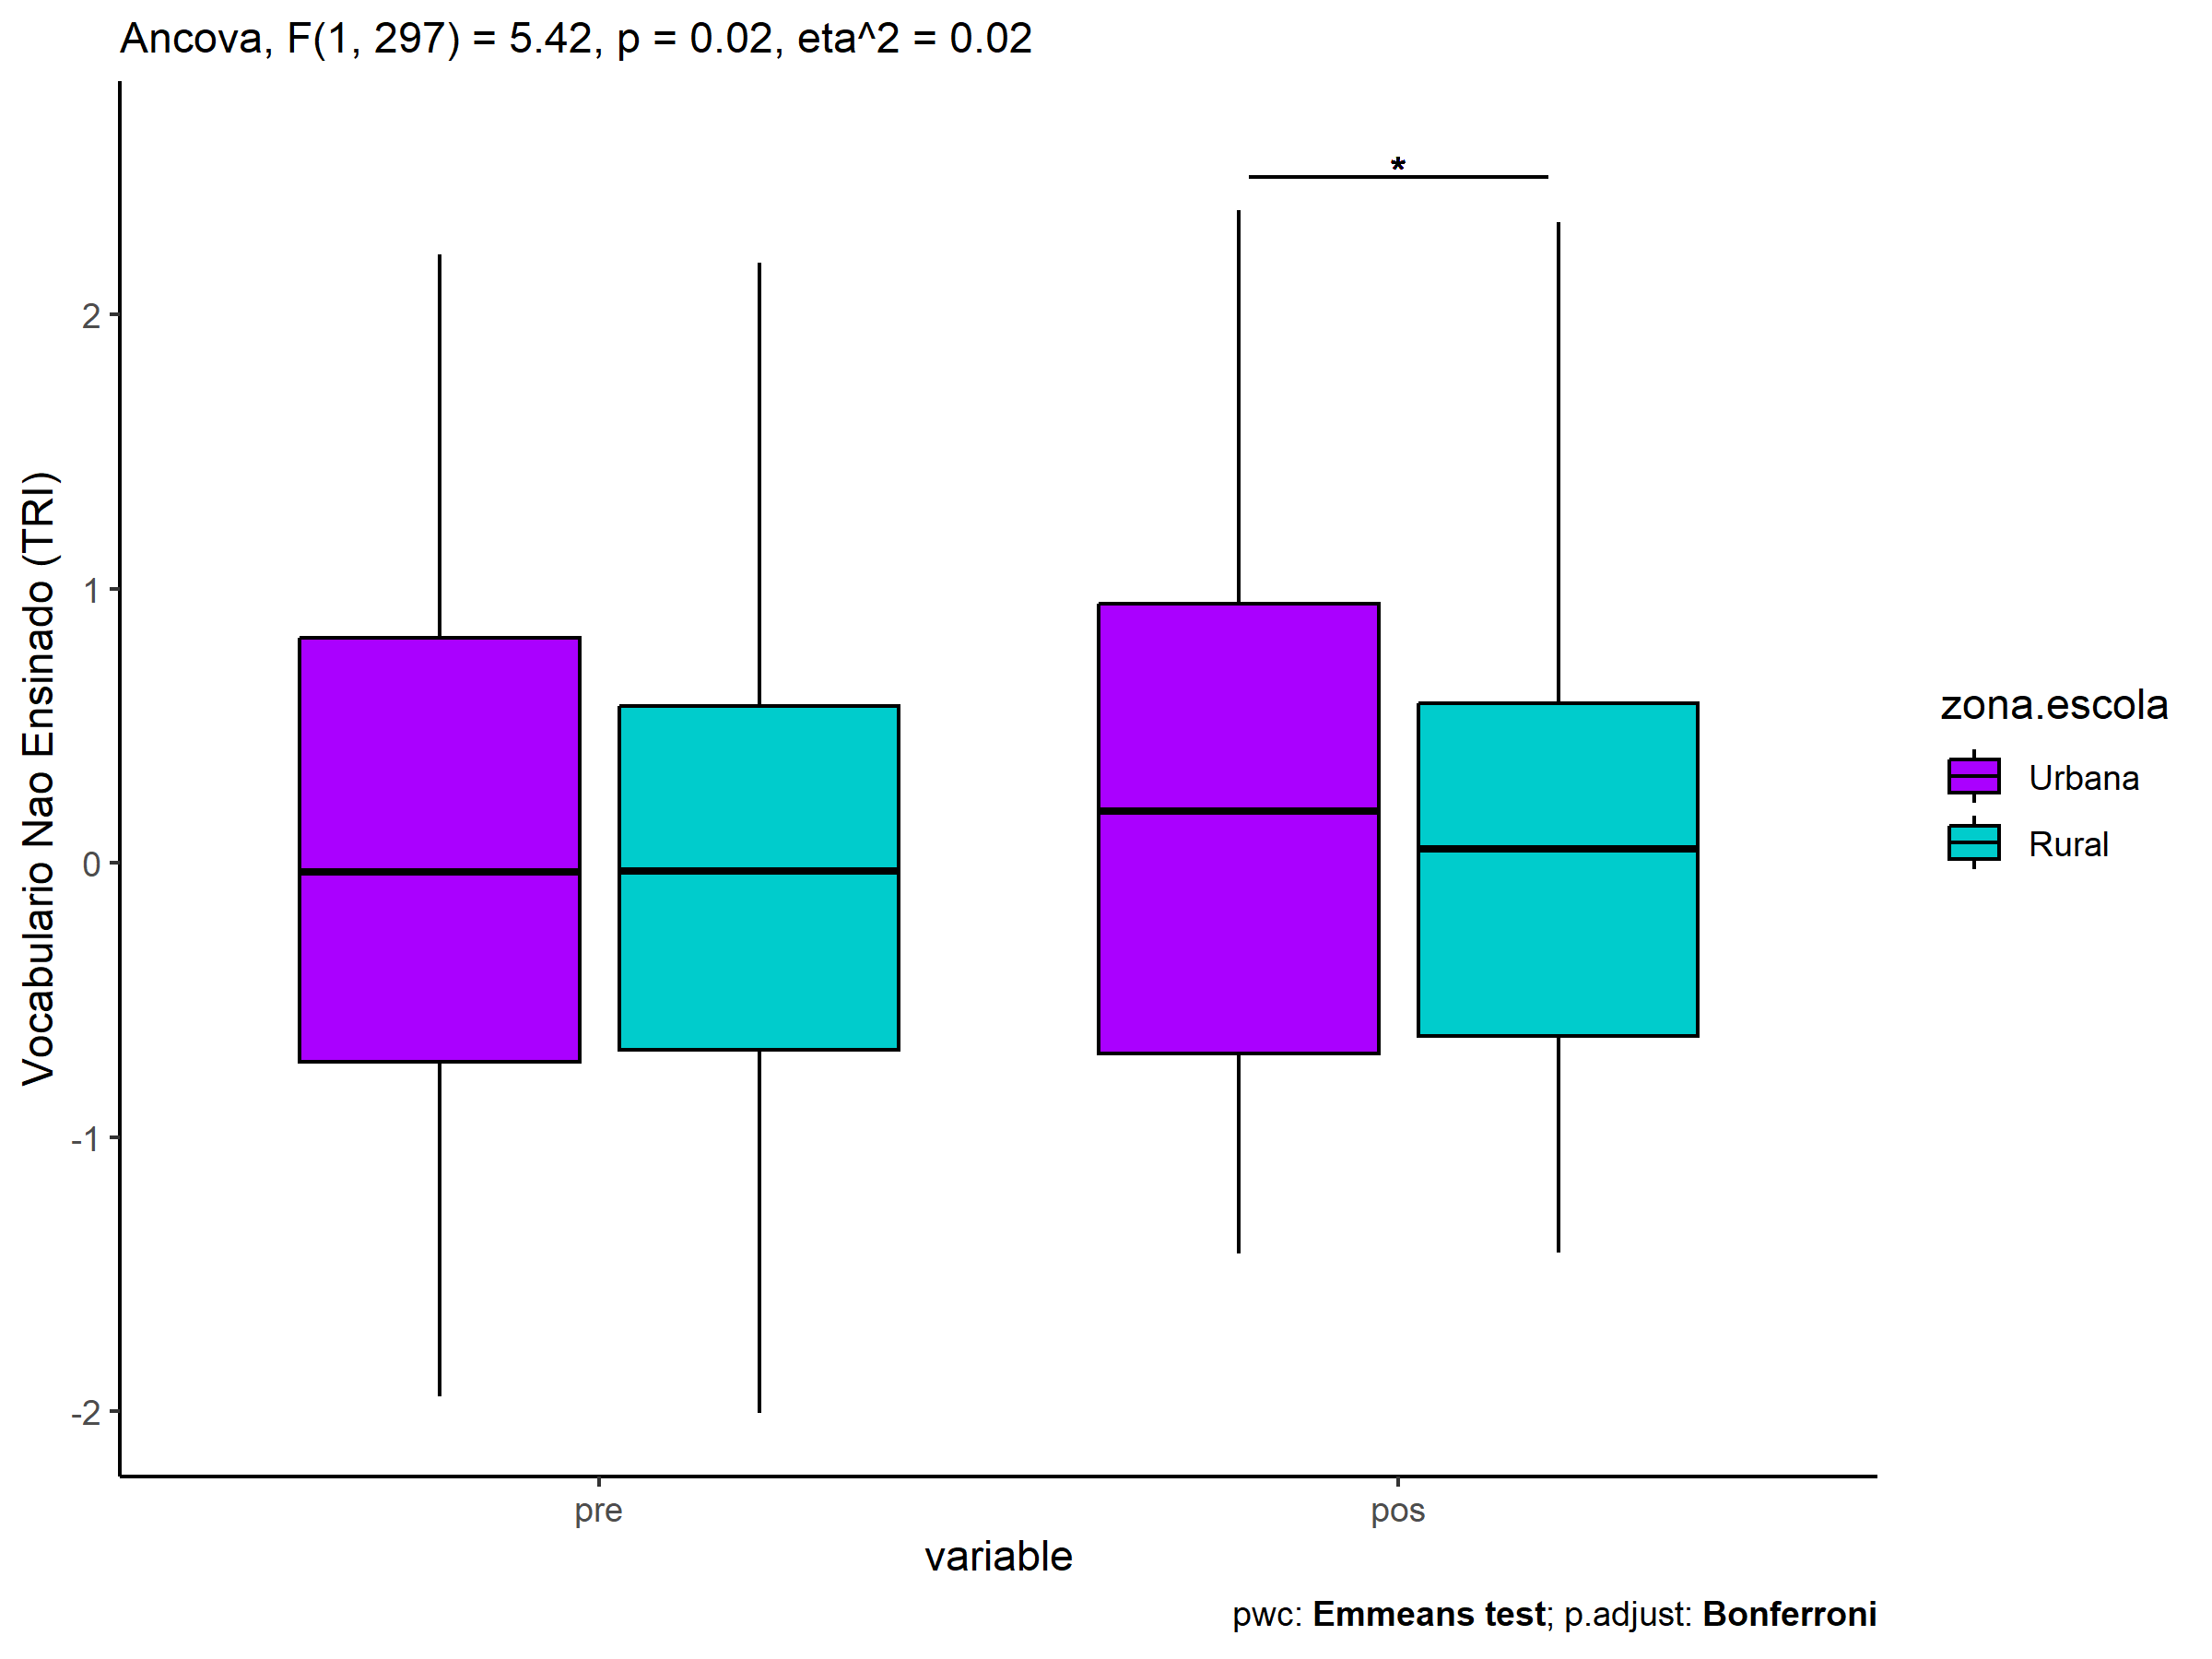 Ancova, F(1, 297) = 5.42, p = 0.02, eta^2 = 0.02
*
Vocabulario Nao Ensinado (TRI)
2
1
0
-1
-2
pre
pos
variable
zona.escola
Urbana
Rural
pwc: Emmeans test; p.adjust: Bonferroni